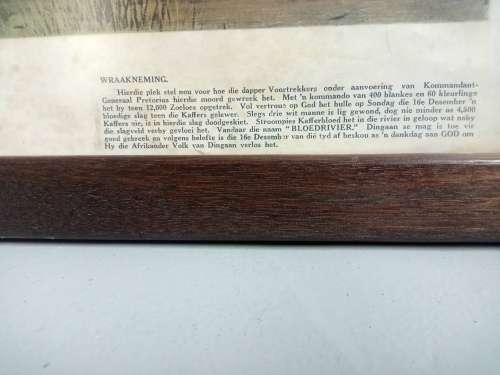 WRAAKNEMING.
Hierdie plek stel nou voor hoe die dapper Voortrekkers onder aanvoering van Kommandant-
Generaal Pretorius hierdie moord gewreek het. Met 'n kommando van 400 blankes en 60 kleurlinge
het hy teen 12,000 Zoeloes opgetrek. Vol vertroue op God het hulle op Sondag die 16e Desember 'n
bloedige slag teen die Kaffers gelewer. Slegs drie wit manne is lig gewond, dog nie minder as 4,500
Kaffers nie, is in hierdie slag doodgeskiet. Stroompies Kafferbloed het in die rivier in geloop wat naby
die slagveld verby gevloei het. Vandaar die naam "BLOEDRIVIER." Dingaan se mag is toe vir
goed gebreek en volgens belofte is die 16e Desember van die tyd af beskou as 'n dankdag aan GOD om
Hy die Afrikander Volk van Dingaan verlos het.